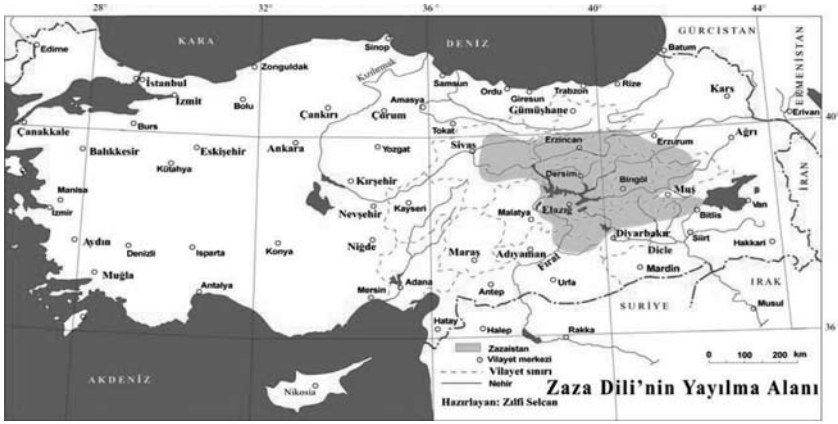 28
32
36
40
44
KARA
DENİZ
GÜRCİSTAN
ERMENİSTAN
İRAN
IRAK
SURİYE
AKDENİZ
Edirne
İstanbul
İzmit
Zonguldak
Bolu
Sinop
Kızılırmak
Samsun
Ordu
Giresun
Trabzon
Rize
Batum
Kars
Erivan
Çanakkale
Burs
Çankırı
Çorum
Amasya
Tokat
Gümüşhane
40
Balıkkesir
Eskişehir
Kütahya
Ankara
Yozgat
Sivas
Erzincan
Erzurum
Ağrı
Manisa
İzmir
Kırşehir
Nevşehir
Kayseri
Dersim
Bingöl
Elazığ
Malatya
Muş
Bitlis
Van
Aydın
Denizli
Isparta
Konya
Niğde
Maraş
Adıyaman
Diyarbakır
Siirt
Hakkari
Dicle
Fıral
Mardin
Muğla
Antalya
Mersin
Adana
Antep
Urfa
Musul
Hatay
Halep
Rakka
36
Nikosia
Zazaistan
Vilayet merkezi
Vilayet sınırı
Nehir
0 100 200
km
Zaza Dili'nin Yayılma Alanı
Hazırlayan: Zılfi Selcan